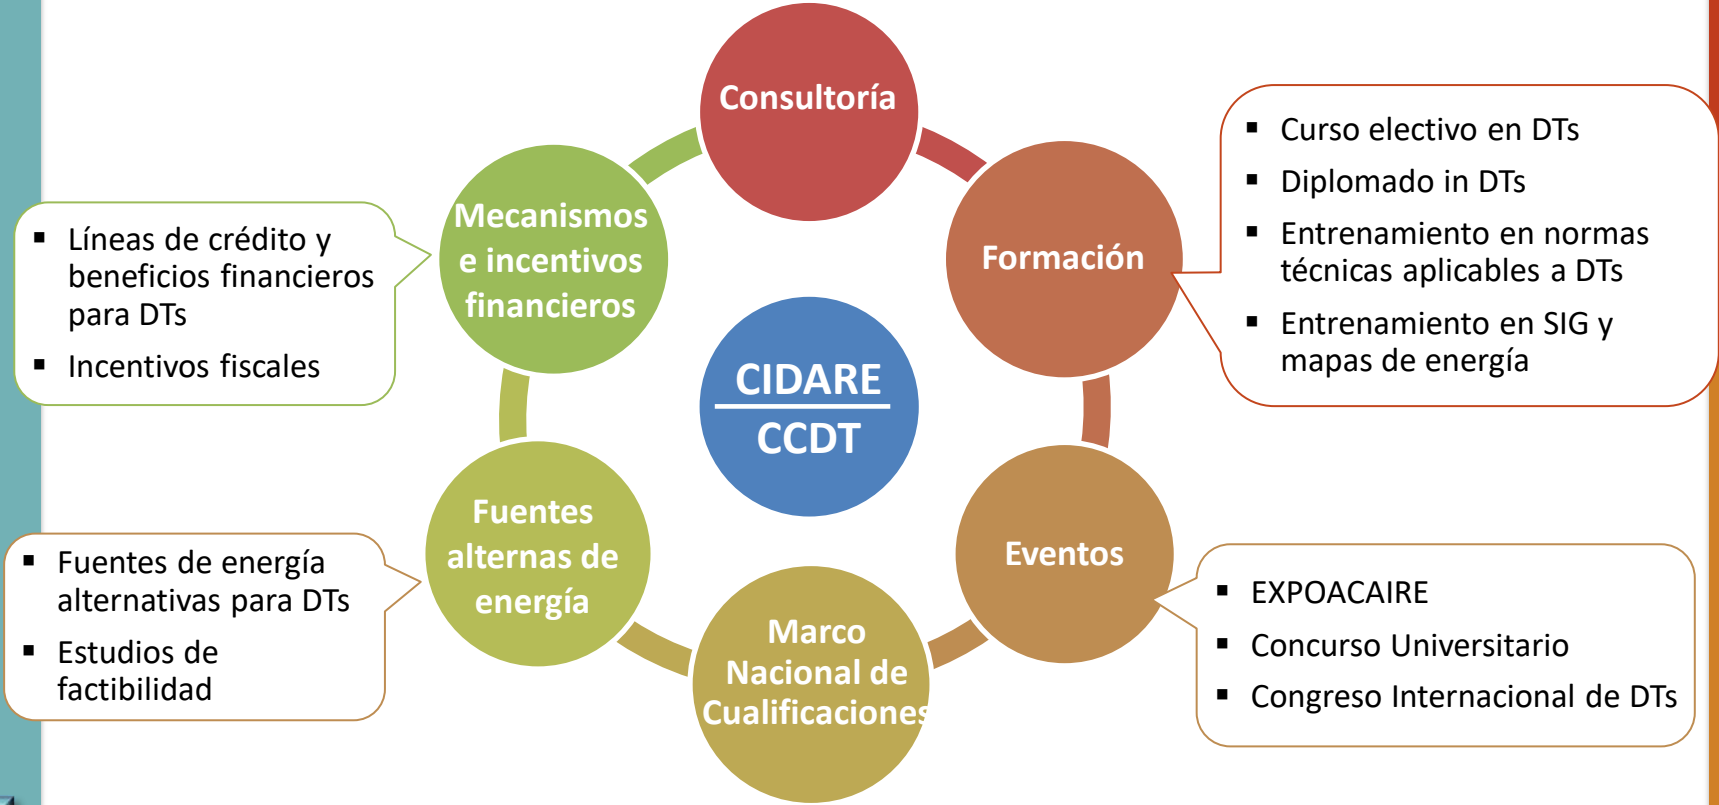 Consultoría
Mecanismos
e incentivos
financieros
▪ Líneas de crédito y
beneficios financieros
para DTs
▪ Incentivos fiscales
Formación
▪ Curso electivo en DTs
▪ Diplomado in DTs
▪ Entrenamiento en normas
técnicas aplicables a DTs
▪ Entrenamiento en SIG y
mapas de energía
CIDARE
CCDT
Fuentes
alternas de
energía
▪ Fuentes de energía
alternativas para DTs
▪ Estudios de
factibilidad
Eventos
▪ EXPOACAIRE
▪ Concurso Universitario
▪ Congreso Internacional de DTs
Marco
Nacional de
Cualificaciones